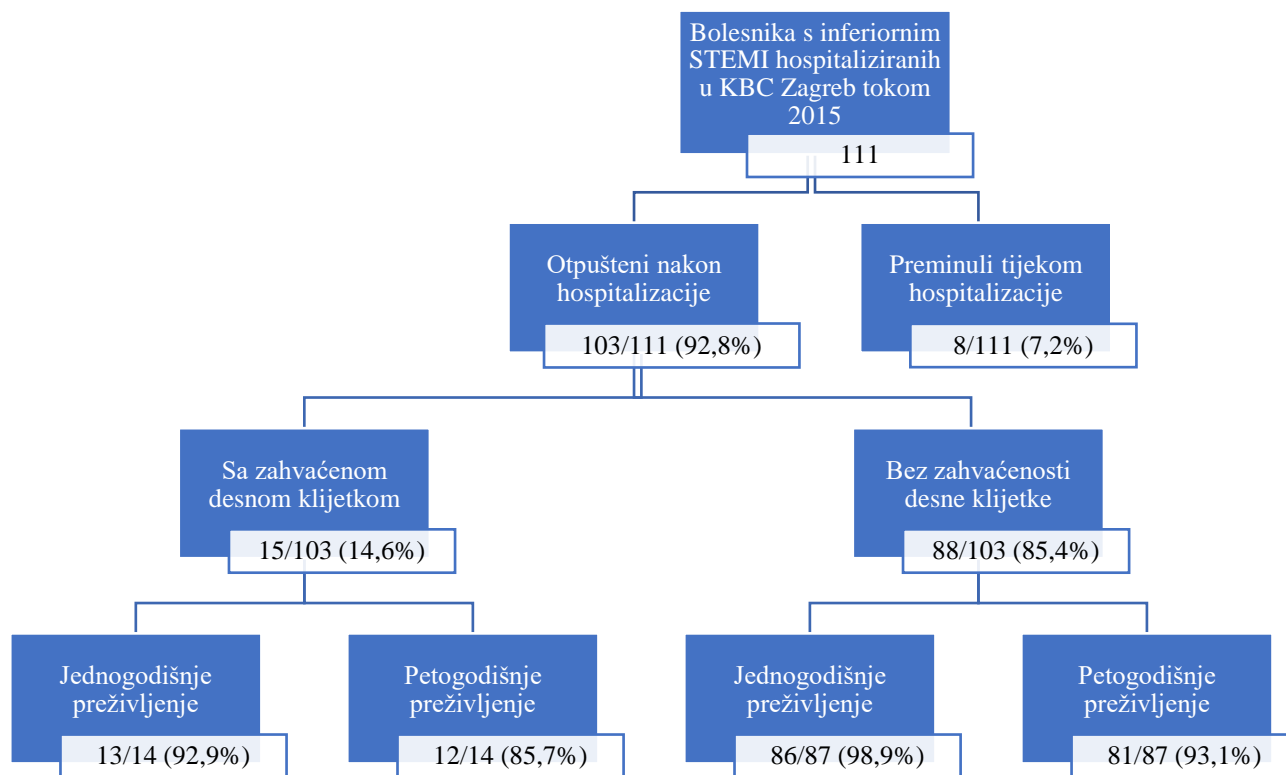 Bolesnika s inferiornim
STEMI hospitaliziranih
u KBC Zagreb tokom
2015
111
Otpušteni nakon
hospitalizacije
103/111 (92,8%)
Preminuli tijekom
hospitalizacije
8/111 (7,2%)
Sa zahvaćenom
desnom klijetkom
15/103 (14,6%)
Bez zahvaćenosti
desne klijetke
88/103 (85,4%)
Jednogodišnje
preživljenje
13/14 (92,9%)
Petogodišnje
preživljenje
12/14 (85,7%)
Jednogodišnje
preživljenje
86/87 (98,9%)
Petogodišnje
preživljenje
81/87 (93,1%)